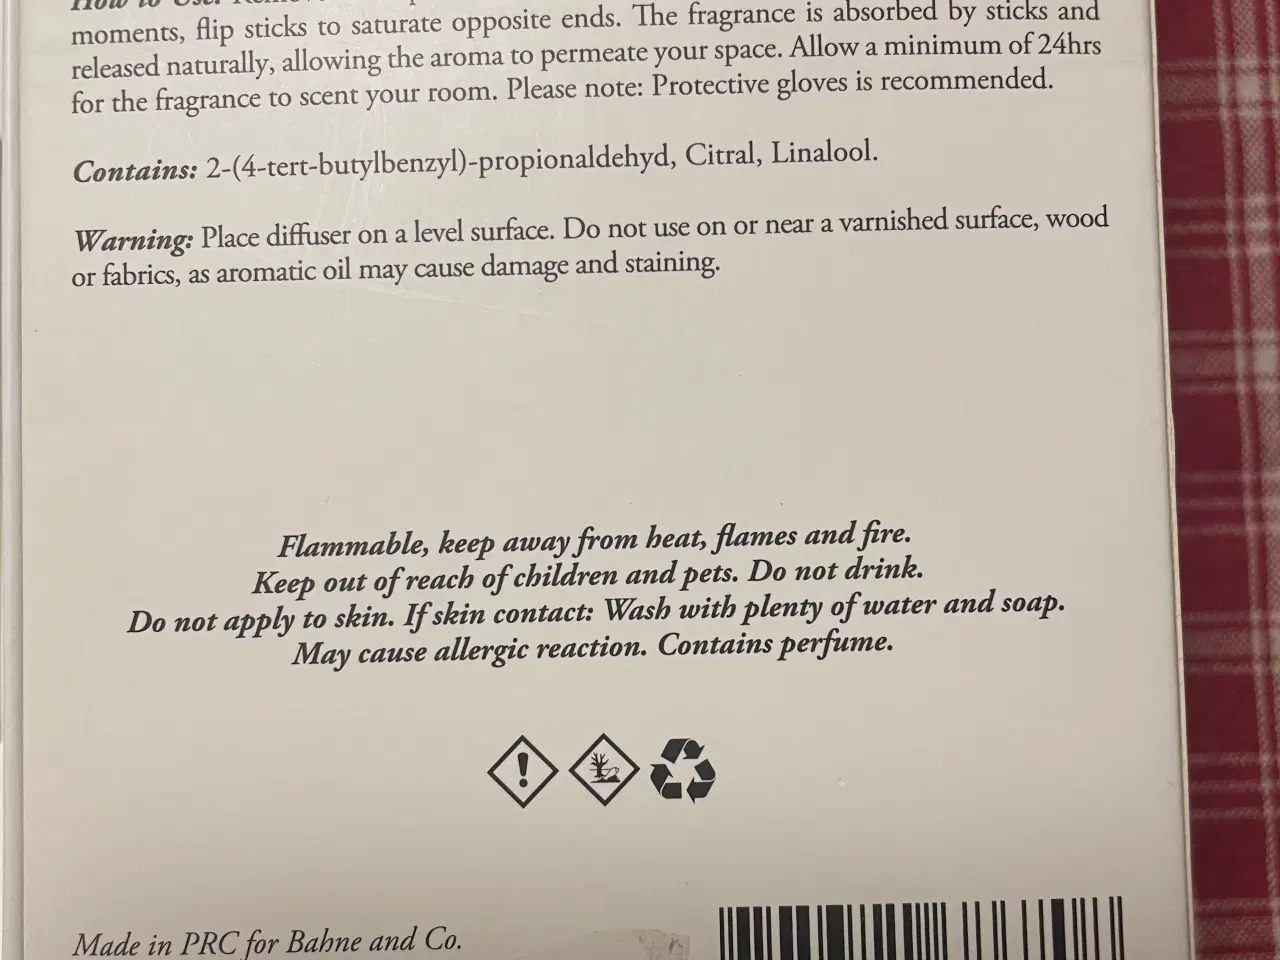 How to Use:
moments, flip sticks to saturate opposite ends. The fragrance is absorbed by sticks and
released naturally, allowing the aroma to permeate your space. Allow a minimum of 24hrs
for the fragrance to scent your room. Please note: Protective gloves is recommended.
Contains: 2-(4-tert-butylbenzyl)-propionaldehyd, Citral, Linalool.
Warning: Place diffuser on a level surface. Do not use on or near a varnished surface, wood
or fabrics, as aromatic oil may cause damage and staining.
Flammable, keep away from heat, flames and fire.
Keep out of reach of children and pets. Do not drink.
Do not apply to skin. If skin contact: Wash with plenty of water and soap.
May cause allergic reaction. Contains perfume.
Made in PRC for Bahne and Co.